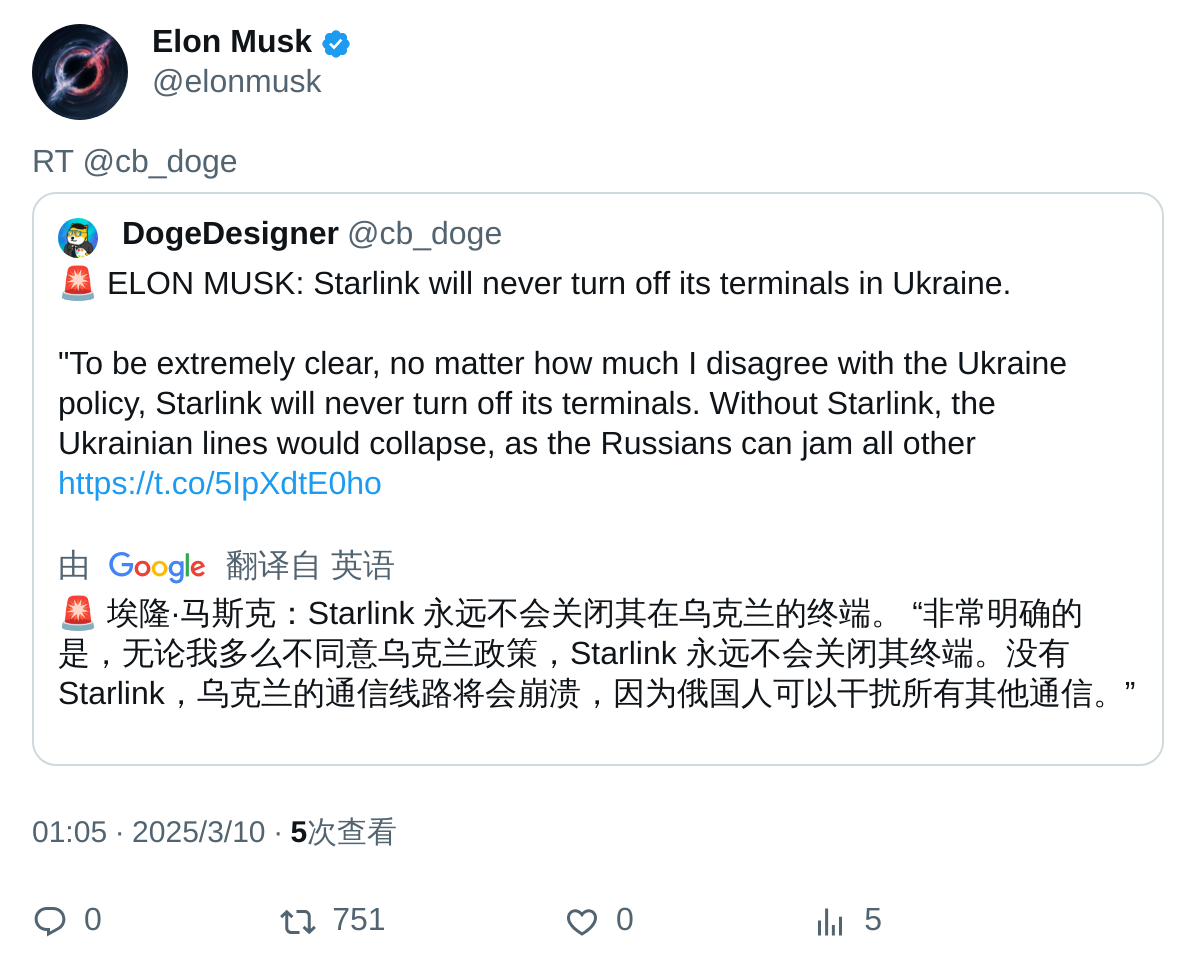 Elon Musk
@elonmusk
RT @cb_doge
DogeDesigner @cb_doge
🚨 ELON MUSK: Starlink will never turn off its terminals in Ukraine.
"To be extremely clear, no matter how much I disagree with the Ukraine
policy, Starlink will never turn off its terminals. Without Starlink, the
Ukrainian lines would collapse, as the Russians can jam all other
https://t.co/5IpXdtE0ho
由 Google 翻译自 英语
🚨 埃隆·马斯克：Starlink 永远不会关闭其在乌克兰的终端。 “非常明确的
是，无论我多么不同意乌克兰政策，Starlink 永远不会关闭其终端。没有
Starlink，乌克兰的通信线路将会崩溃，因为俄国人可以干扰所有其他通信。”
01:05 · 2025/3/10 · 5次查看
0 751 0 5